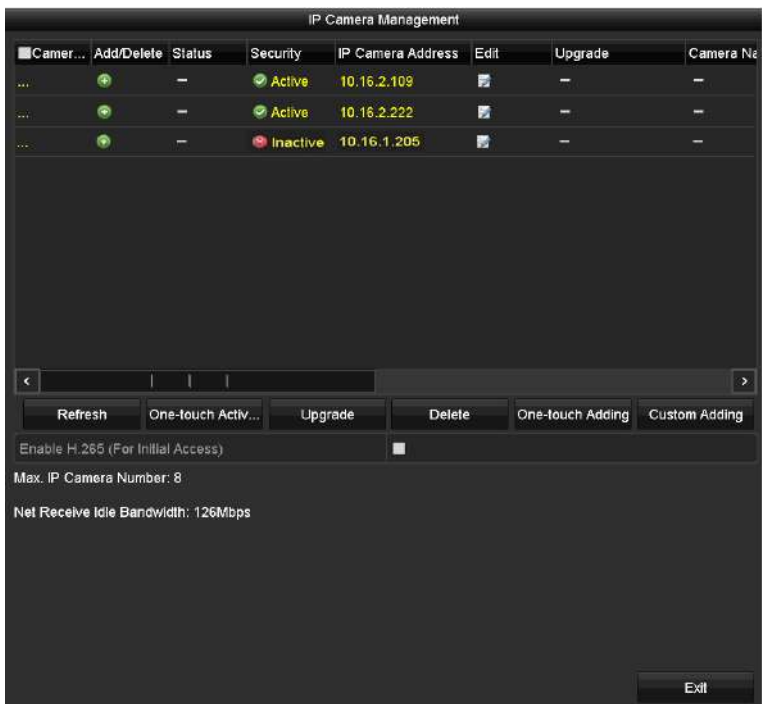 IP Camera Management
Camer... Add/Delete Status Security IP Camera Address Edit Upgrade Camera Na
... – Active 10.16.2.109 – –
... – Active 10.16.2.222 – –
... – Inactive 10.16.1.205 – –
Refresh One-touch Activ... Upgrade Delete One-touch Adding Custom Adding
Enable H.265 (For Initial Access)
Max. IP Camera Number: 8
Net Receive Idle Bandwidth: 126Mbps
Exit